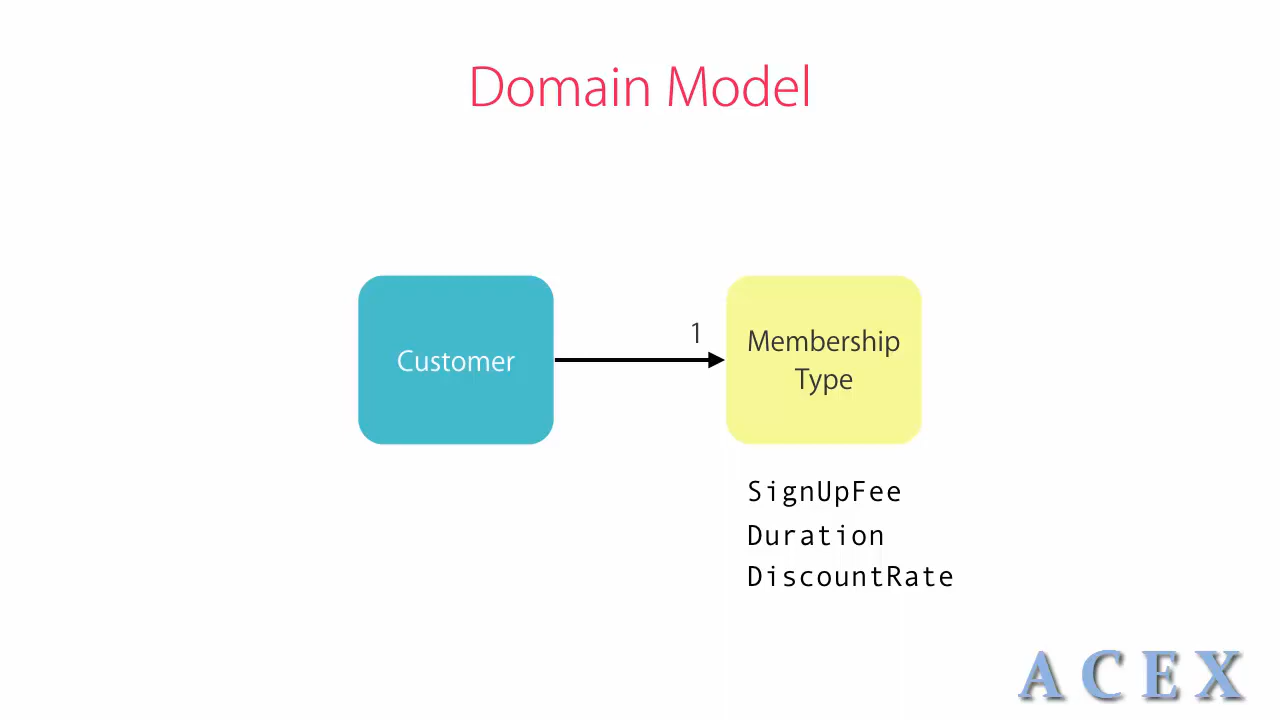 Domain Model
Customer
1
Membership
Type
SignUpFee
Duration
DiscountRate
ACEX